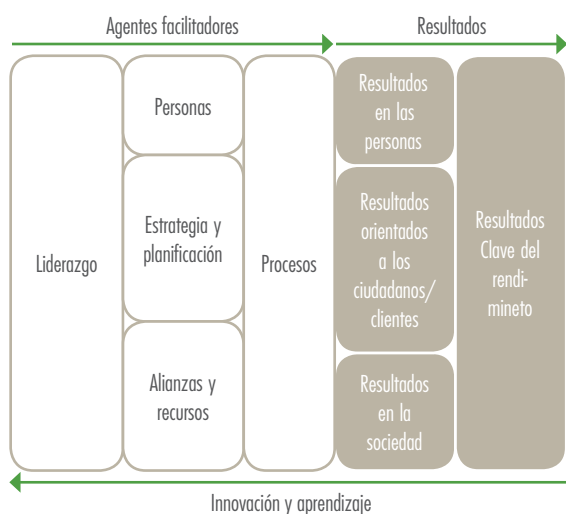 Agentes facilitadores
Resultados
Liderazgo
Personas
Estrategia y
planificación
Alianzas y
recursos
Procesos
Resultados
en las
personas
Resultados
orientados
a los
ciudadanos/
clientes
Resultados
en la
sociedad
Resultados
Clave del
rendi-
mineto
Innovación y aprendizaje